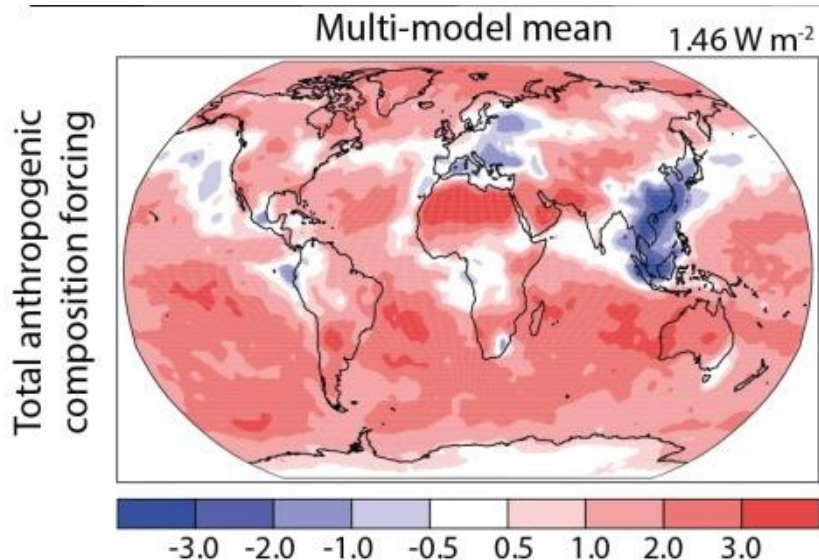 Multi-model mean
1.46 W m⁻²
Total anthropogenic
composition forcing
-3.0 -2.0 -1.0 -0.5 0.5 1.0 2.0 3.0